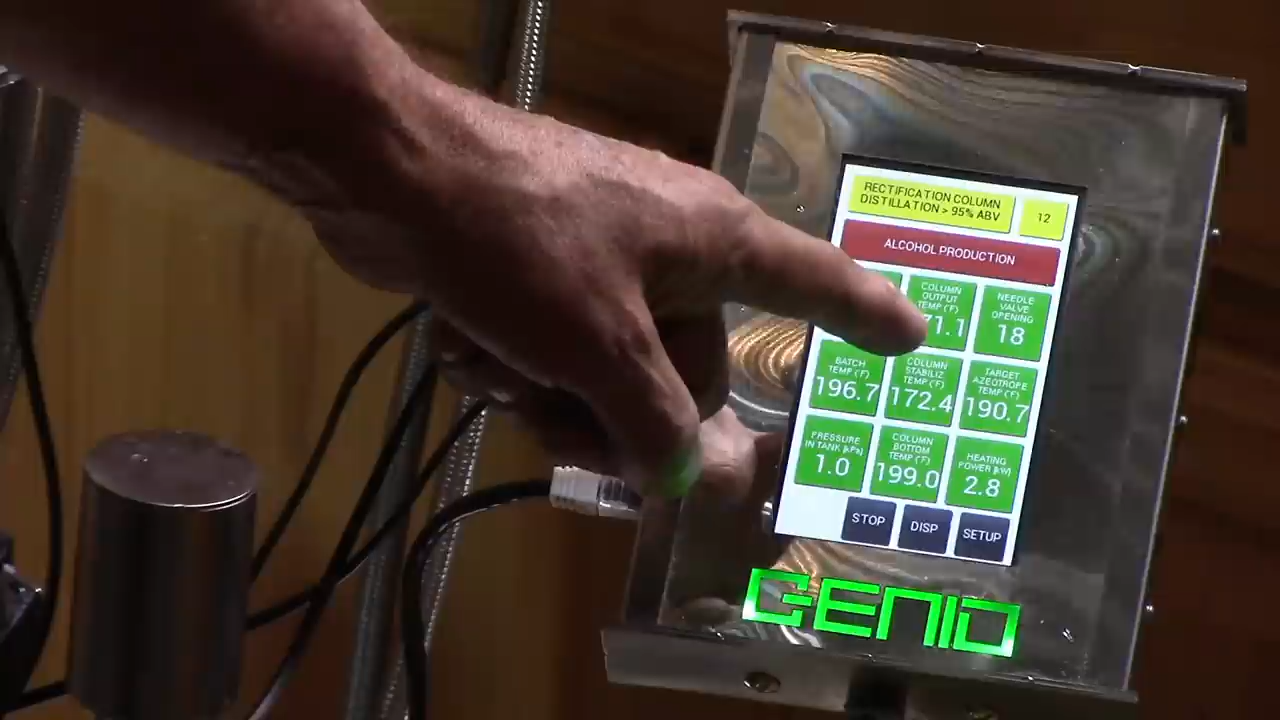 RECTIFICATION COLUMN
DISTILLATION > 95% ABV
12
ALCOHOL PRODUCTION
COLUMN
OUTPUT
TEMP (°F)
71.1
NEEDLE
VALVE
OPENING
18
BATCH
TEMP (°F)
196.7
COLUMN
STABILIZ
TEMP (°F)
172.4
TARGET
AZEOTROPE
TEMP (°F)
190.7
PRESSURE
IN TANK [kPa]
1.0
COLUMN
BOTTOM
TEMP (°F)
199.0
HEATING
POWER [kW]
2.8
STOP
DISP
SETUP
GENIO